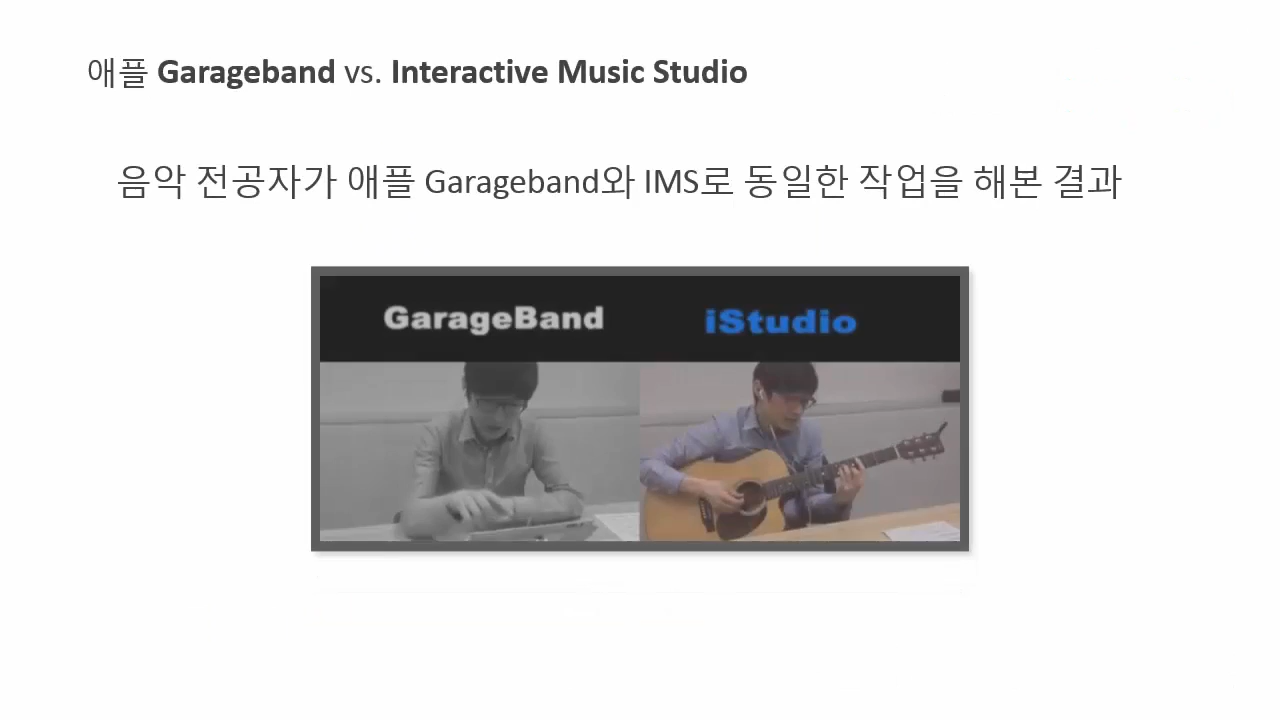 애플 Garageband vs. Interactive Music Studio
음악 전공자가 애플 Garageband와 IMS로 동일한 작업을 해본 결과
GarageBand iStudio